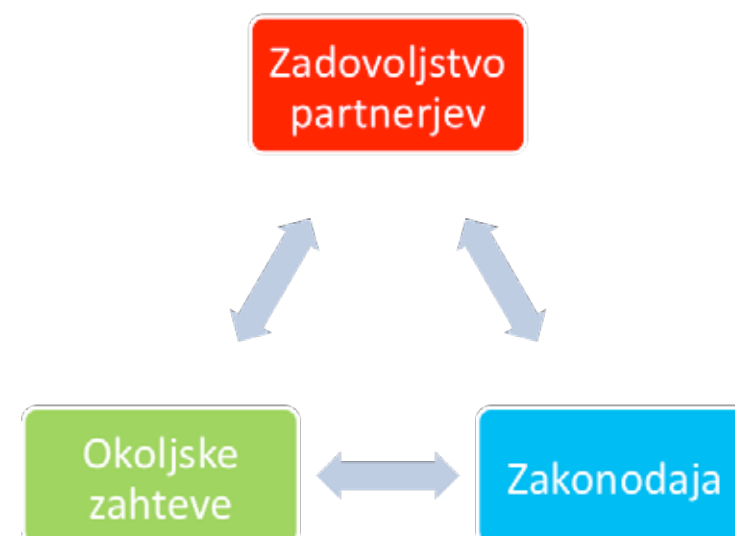 Zadovoljstvo
partnerjev
Okoljske
zahteve
Zakonodaja